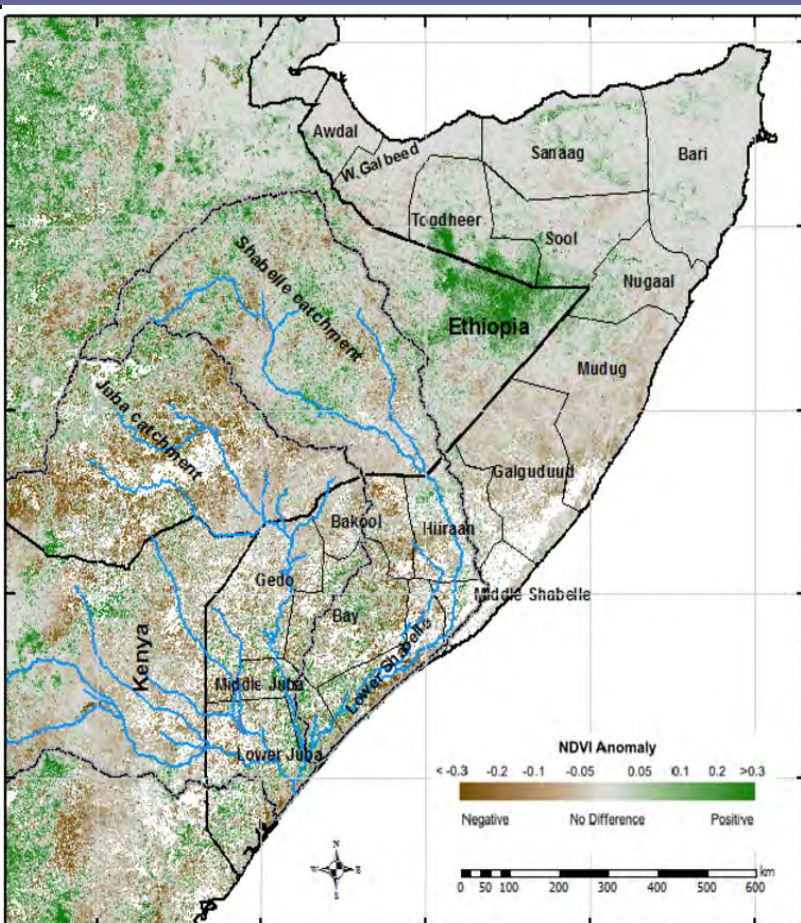 Awdal
W.Galbeed
Sanaag
Bari
Togdheer
Sool
Shabelle catchment
Nugaal
Ethiopia
Mudug
Juba catchment
Galguduud
Bakool
Hiiraan
Gedo
Middle Shabelle
Bay
Kenya
Lower Shabelle
Middle Juba
Lower Juba
NDVI Anomaly
< -0.3 -0.2 -0.1 -0.05 0.05 0.1 0.2 >0.3
Negative No Difference Positive
N
W E
S
km
0 50 100 200 300 400 500 600